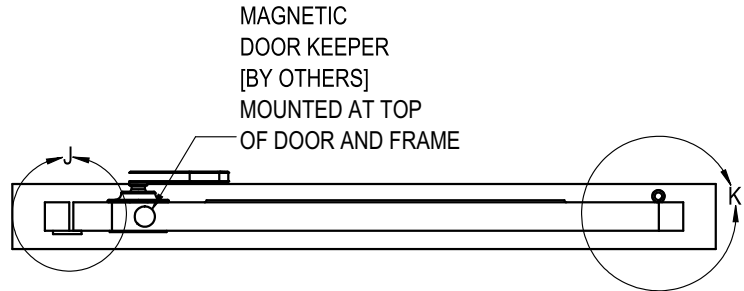 MAGNETIC
DOOR KEEPER
[BY OTHERS]
MOUNTED AT TOP
OF DOOR AND FRAME
J
K